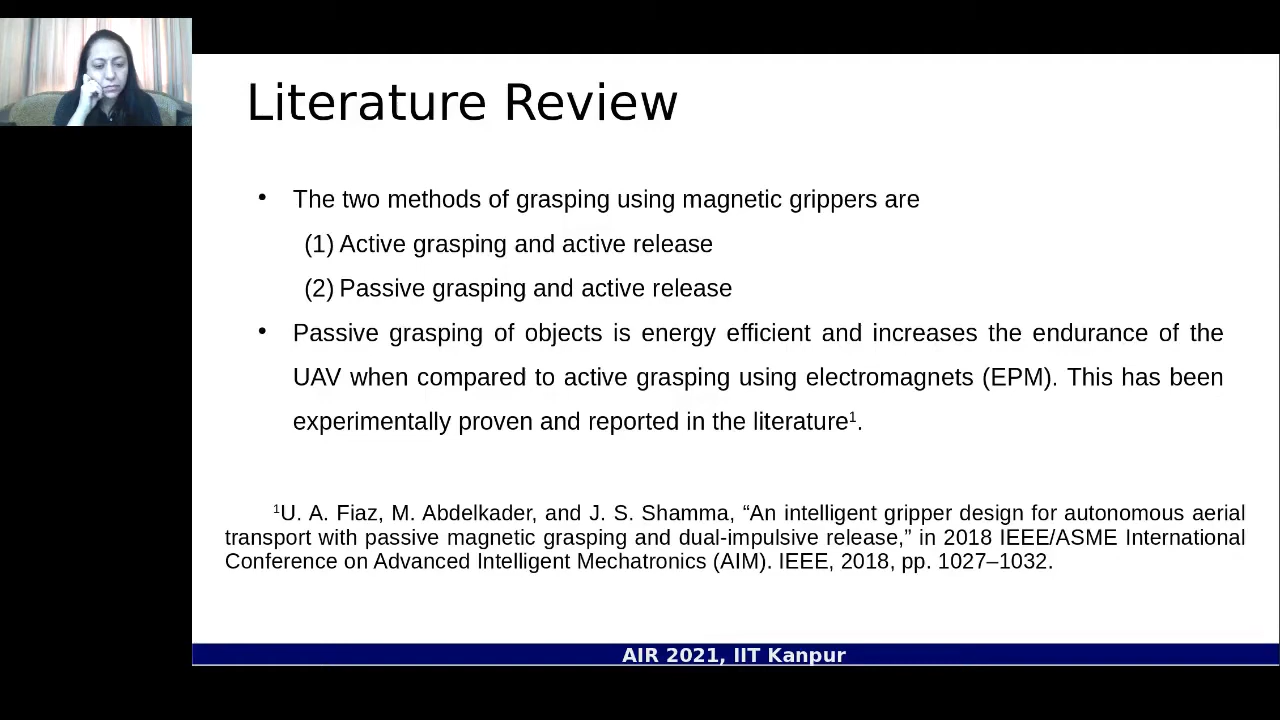 Literature Review
• The two methods of grasping using magnetic grippers are
(1) Active grasping and active release
(2) Passive grasping and active release
• Passive grasping of objects is energy efficient and increases the endurance of the
UAV when compared to active grasping using electromagnets (EPM). This has been
experimentally proven and reported in the literature¹.
¹U. A. Fiaz, M. Abdelkader, and J. S. Shamma, “An intelligent gripper design for autonomous aerial
transport with passive magnetic grasping and dual-impulsive release,” in 2018 IEEE/ASME International
Conference on Advanced Intelligent Mechatronics (AIM). IEEE, 2018, pp. 1027–1032.
AIR 2021, IIT Kanpur